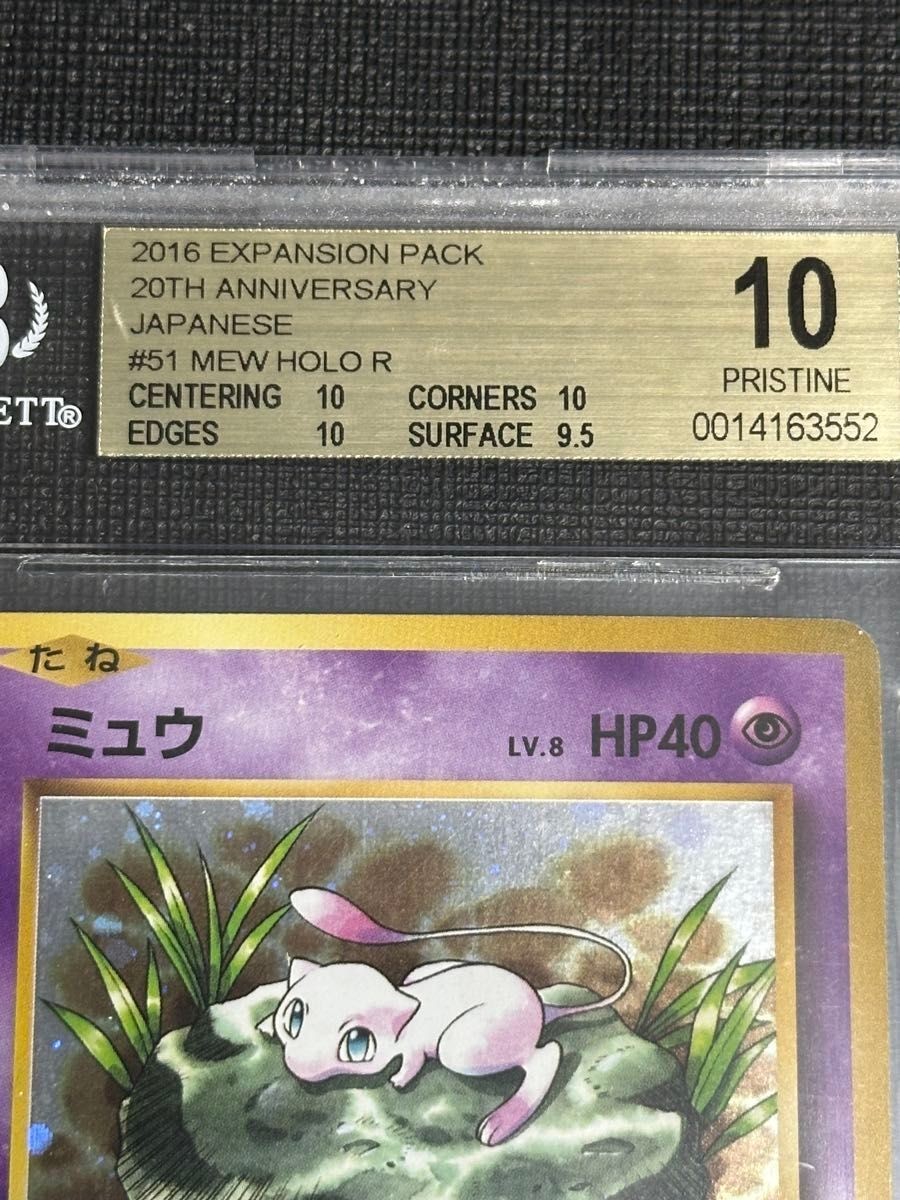 2016 EXPANSION PACK
20TH ANNIVERSARY
JAPANESE
#51 MEW HOLO R
CENTERING 10 CORNERS 10
EDGES 10 SURFACE 9.5
10
PRISTINE
0014163552
ETT®
たね
ミュウ LV.8 HP40